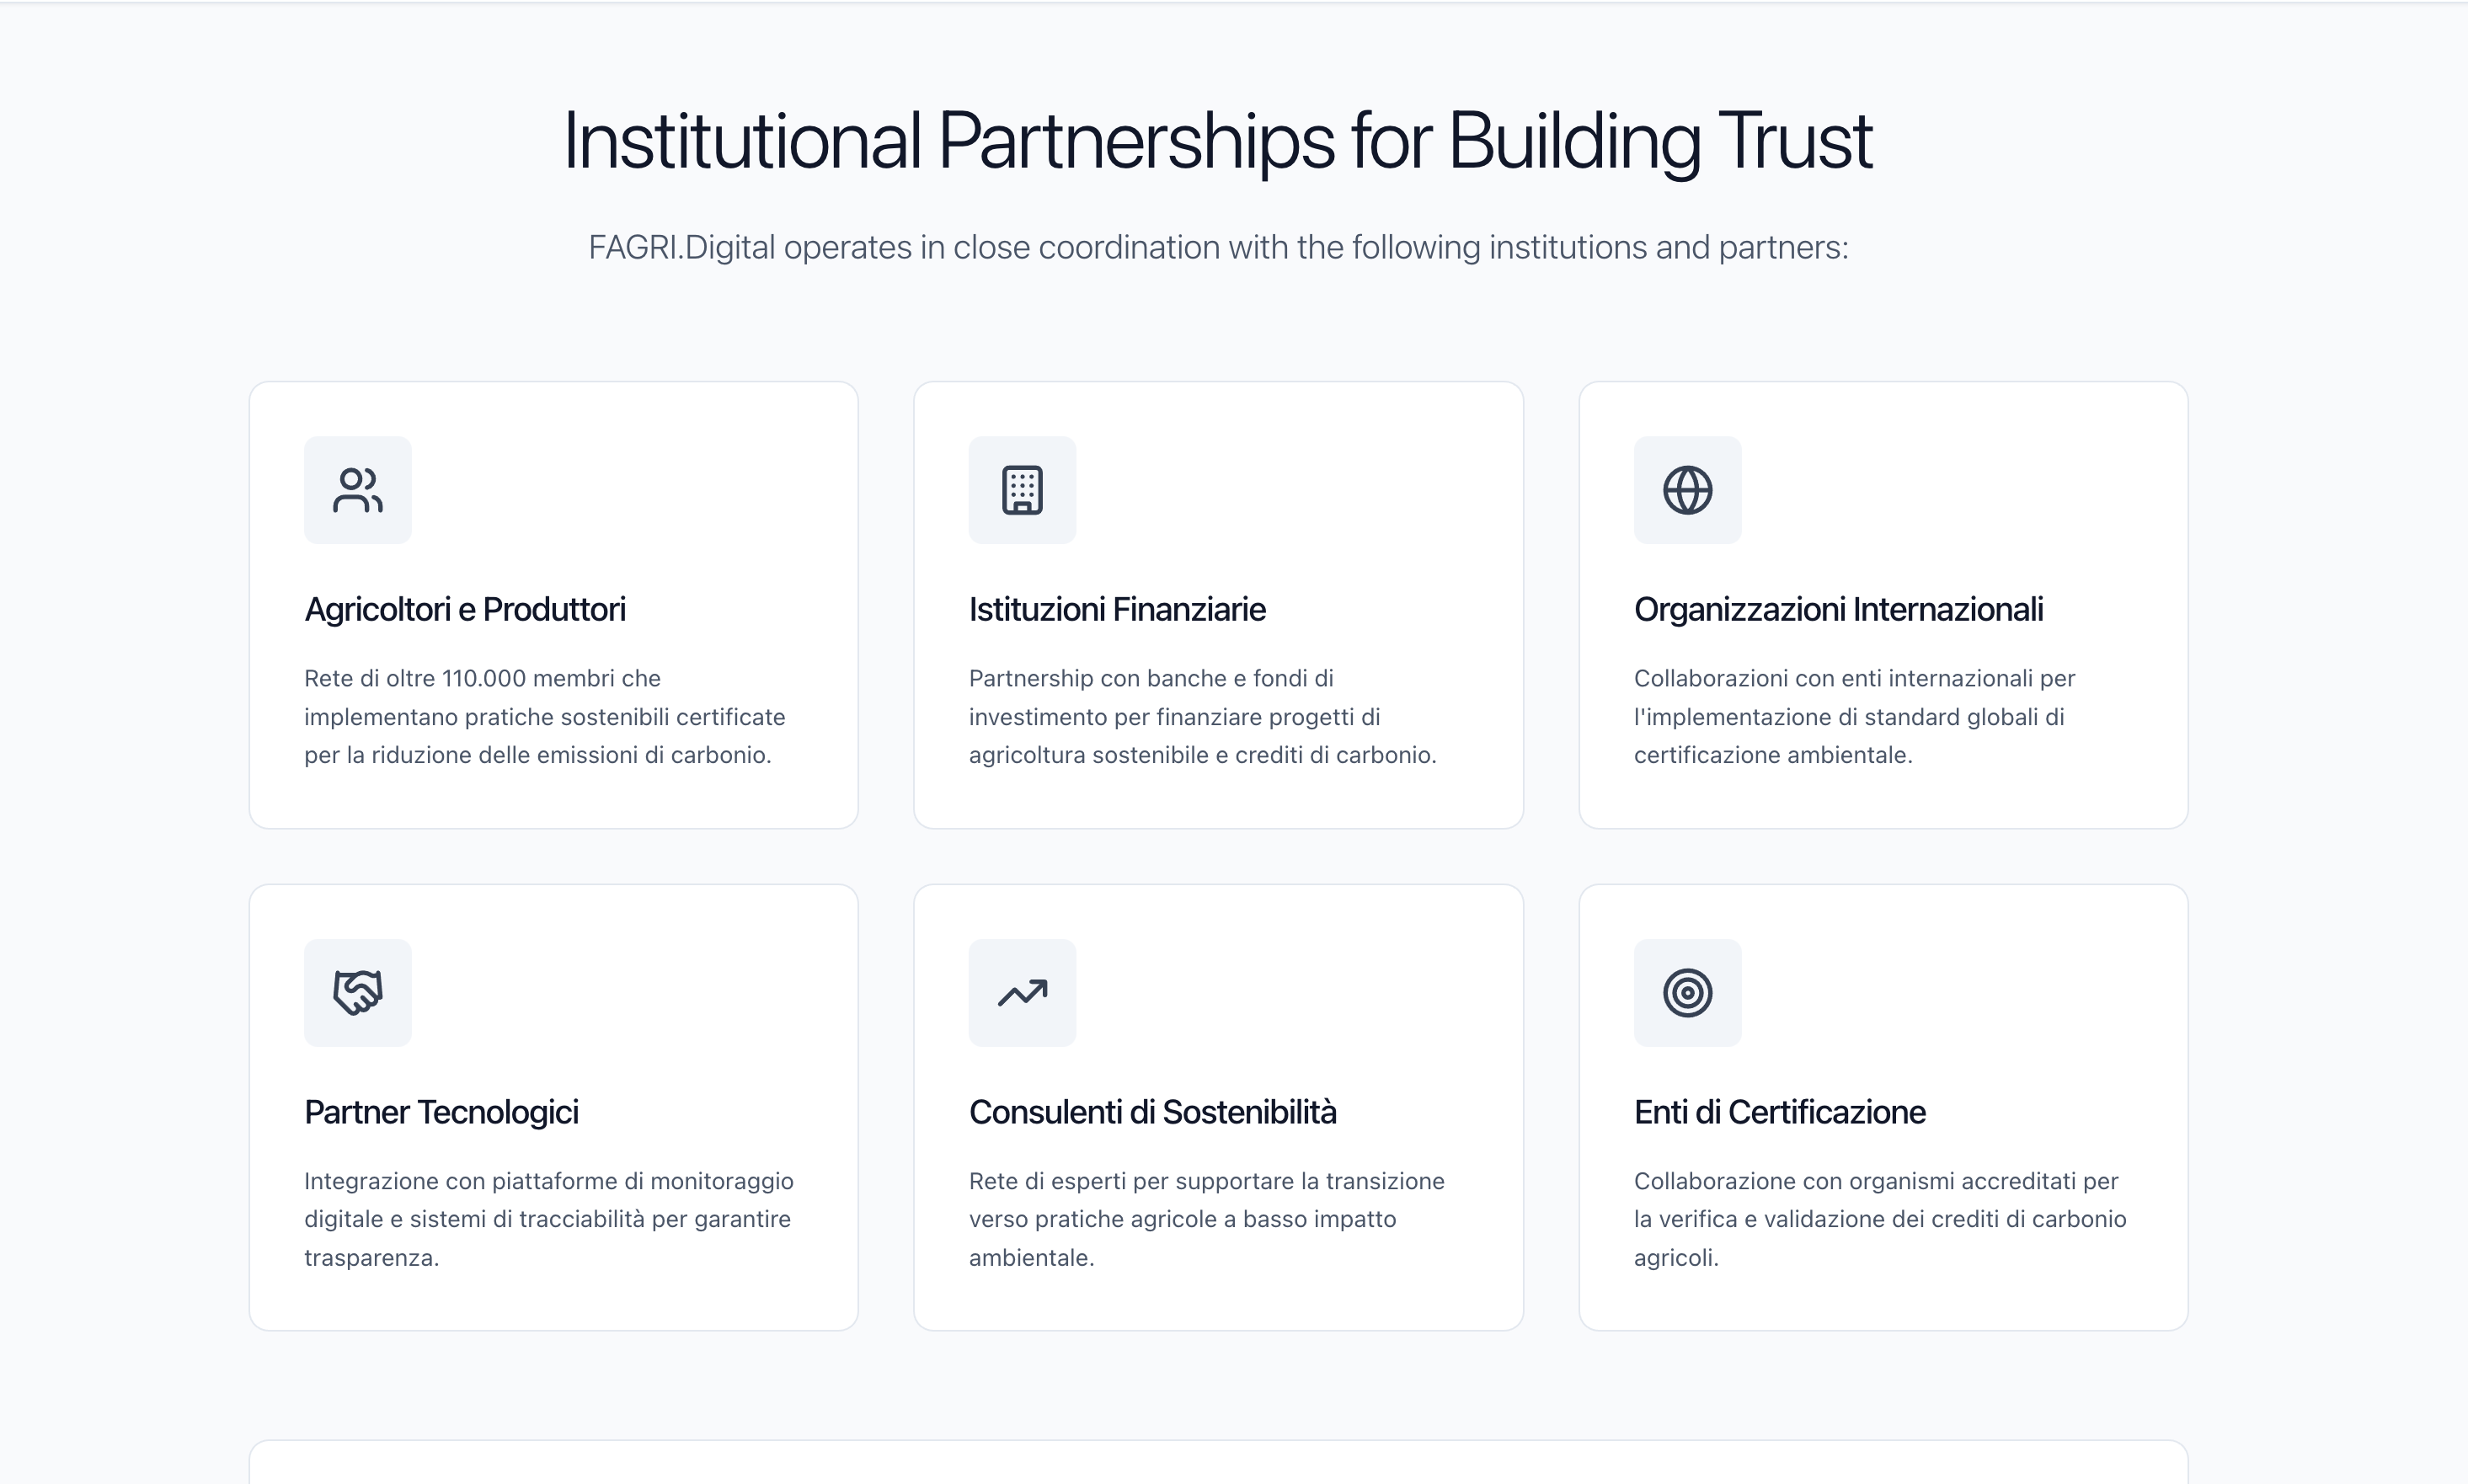 Institutional Partnerships for Building Trust
FAGRI.Digital operates in close coordination with the following institutions and partners:
Agricoltori e Produttori
Rete di oltre 110.000 membri che
implementano pratiche sostenibili certificate
per la riduzione delle emissioni di carbonio.
Istituzioni Finanziarie
Partnership con banche e fondi di
investimento per finanziare progetti di
agricoltura sostenibile e crediti di carbonio.
Organizzazioni Internazionali
Collaborazioni con enti internazionali per
l'implementazione di standard globali di
certificazione ambientale.
Partner Tecnologici
Integrazione con piattaforme di monitoraggio
digitale e sistemi di tracciabilità per garantire
trasparenza.
Consulenti di Sostenibilità
Rete di esperti per supportare la transizione
verso pratiche agricole a basso impatto
ambientale.
Enti di Certificazione
Collaborazione con organismi accreditati per
la verifica e validazione dei crediti di carbonio
agricoli.